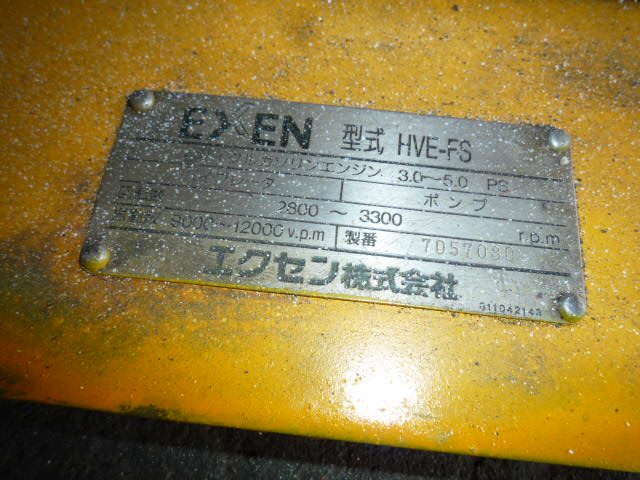 EXEN 型式 HVE-FS
ガソリンエンジン 3.0～5.0 PS
ポンプ
2800 ～ 3300 r.p.m
8000～12000 v.p.m 製番 7057080
エクセン株式会社